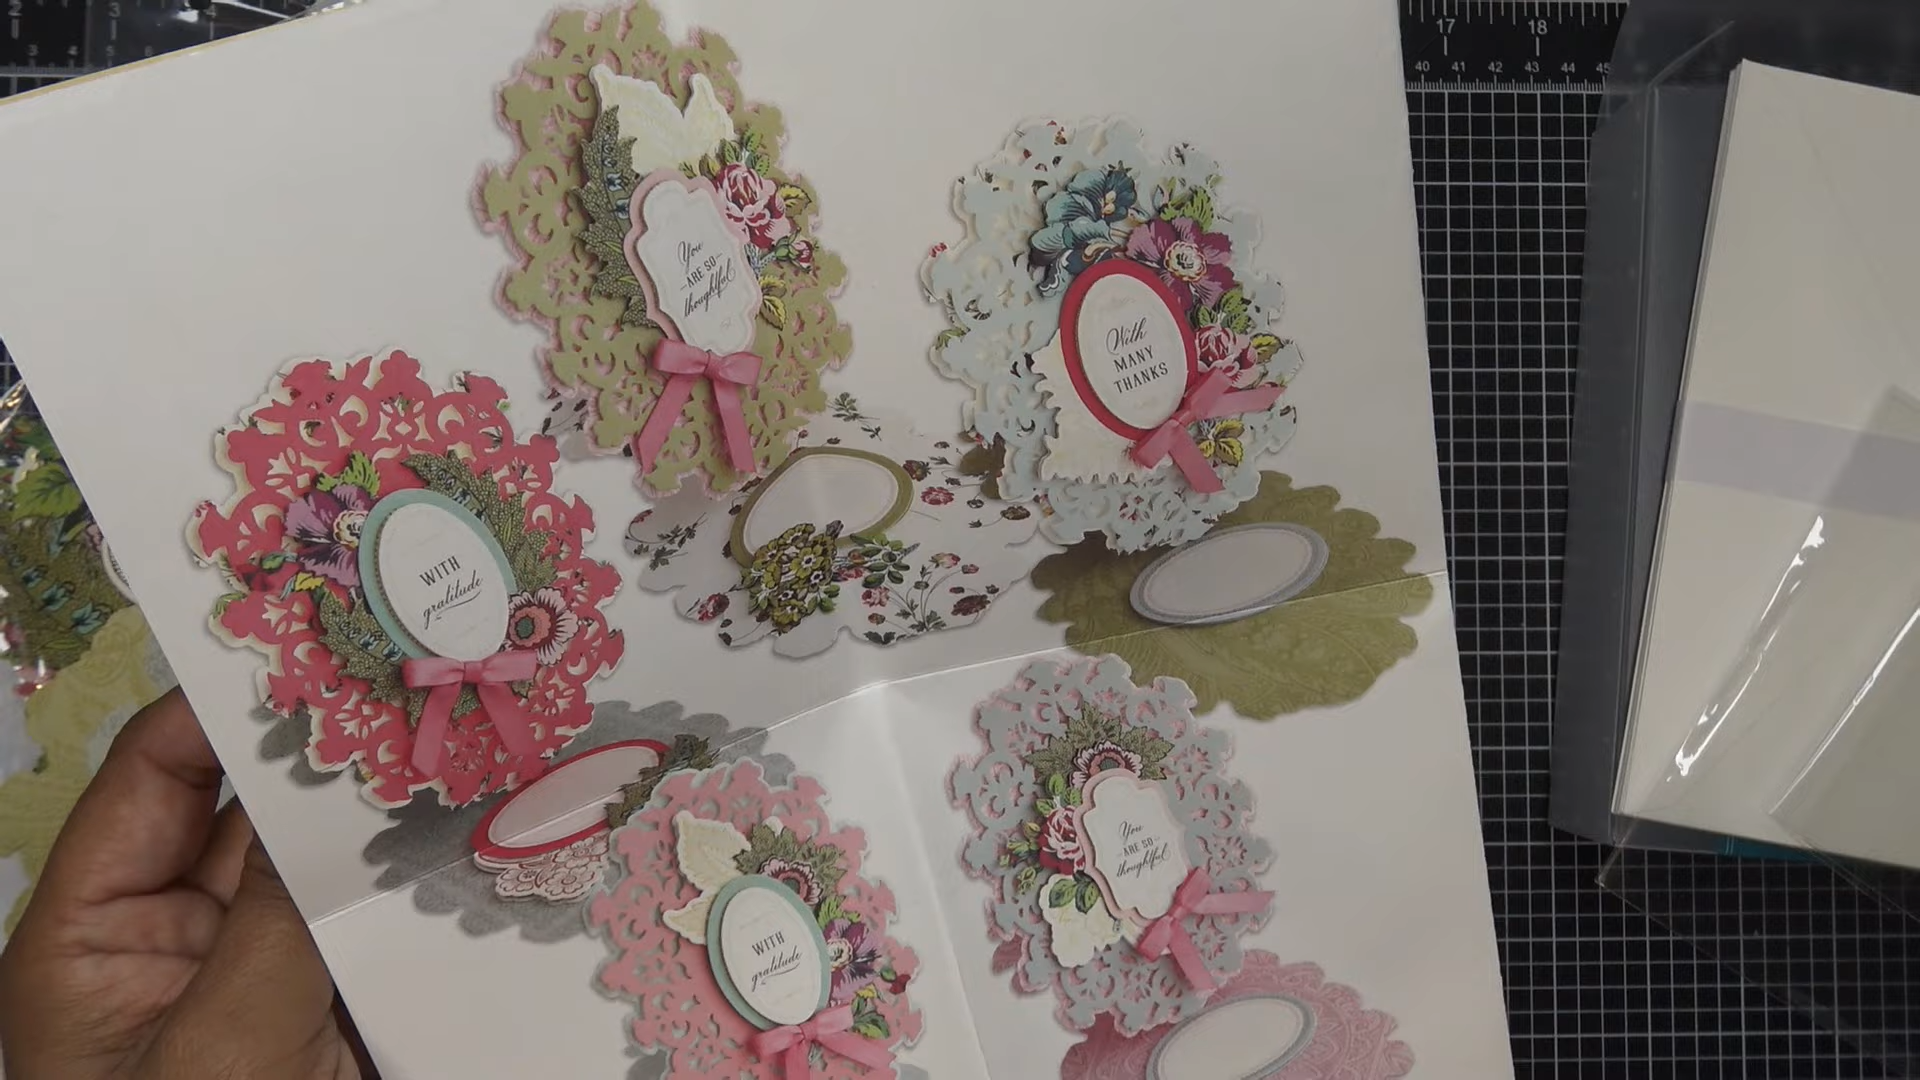 You
ARE SO
thoughtful
With
MANY
THANKS
WITH
gratitude
WITH
gratitude
You
ARE SO
thoughtful
17 18
40 41 42 43 44 45